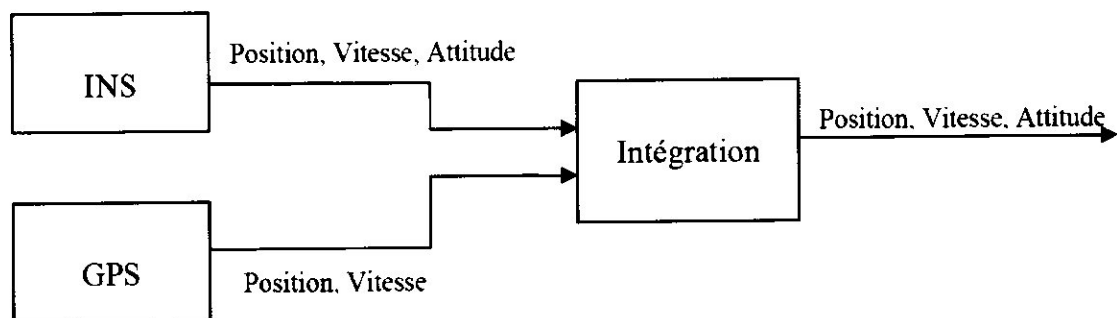 INS
Position, Vitesse, Attitude
Intégration
Position, Vitesse, Attitude
GPS
Position, Vitesse